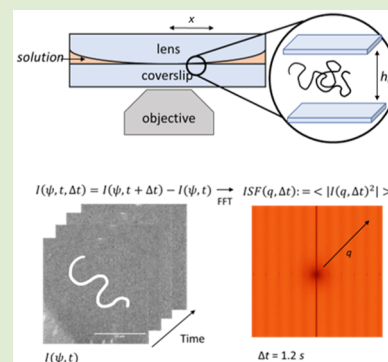 x
lens
solution
coverslip
h
objective
I(ψ, t, Δt) = I(ψ, t + Δt) − I(ψ, t)
FFT
ISF(q, Δt): = < |I(q, Δt)²| >
q
Time
I(ψ, t)
Δt = 1.2 s